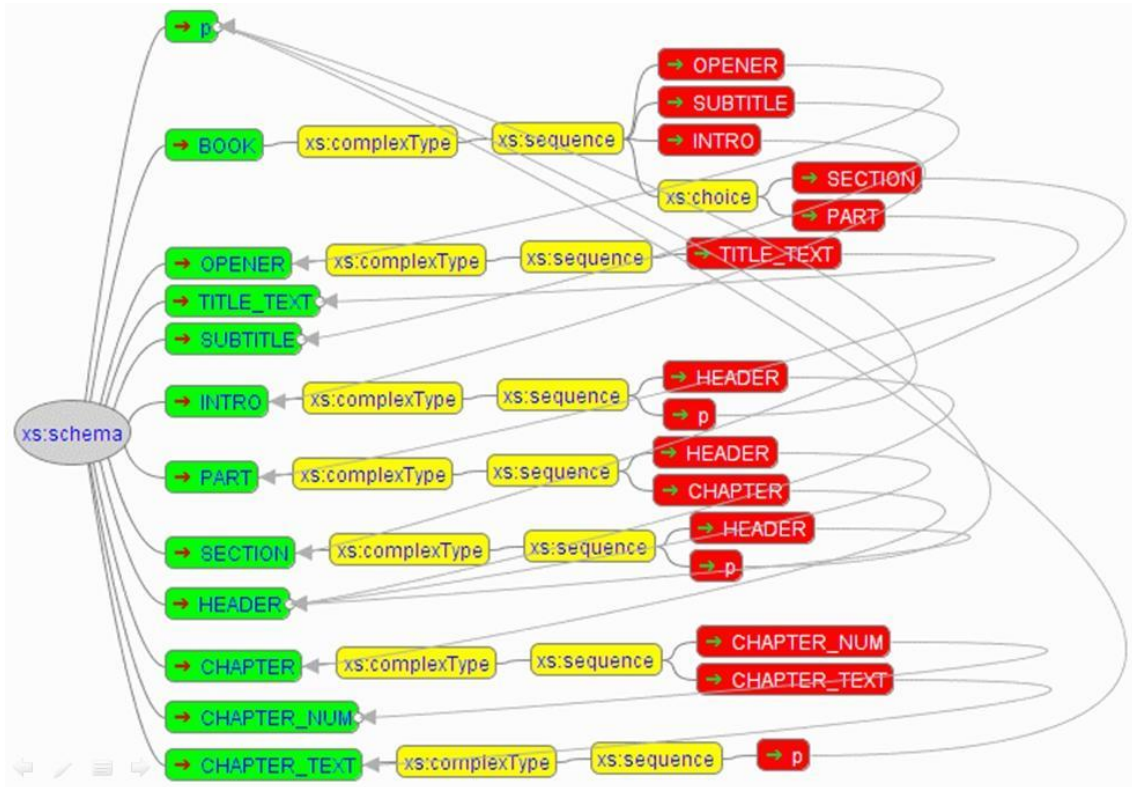 p
OPENER
SUBTITLE
BOOK xs:complexType xs:sequence INTRO
xs:choice SECTION
PART
OPENER xs:complexType xs:sequence TITLE_TEXT
TITLE_TEXT
SUBTITLE
INTRO xs:complexType xs:sequence HEADER
p
xs:schema
PART xs:complexType xs:sequence HEADER
CHAPTER
SECTION xs:complexType xs:sequence HEADER
p
HEADER
CHAPTER xs:complexType xs:sequence CHAPTER_NUM
CHAPTER_TEXT
CHAPTER_NUM
CHAPTER_TEXT xs:complexType xs:sequence p